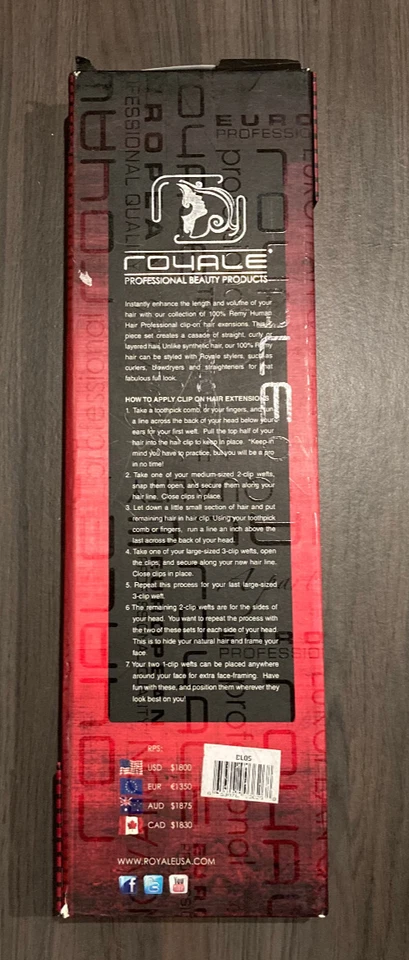 EURO
PROFESSIO
ROYALE®
PROFESSIONAL BEAUTY PRODUCTS
Instantly enhance the length and volume of your
hair with our collection of 100% Remy Human
Hair Professional clip-on hair exensions. This
piece set creates a casade of straight, curly or
layered hair. Unlike synthetic hair, our 100% Remy
hair can be styled with Royale stylers, such as
curlers, blowdryers and straighteners for that
fabulous full look.
HOW TO APPLY CLIP ON HAIR EXTENSIONS
1. Take a toothpick comb, or your fingers, and run
a line across the back of your head below your
ears for your first weft. Pull the top half of your
hair into the hair clip to keep in place. *Keep in
mind you have to practice, but you will be a pro
in no time!
2. Take one of your medium-sized 2-clip wefts,
snap them open, and secure them along your
hair line. Close clips in place.
3. Let down a little small section of hair and put
remaining hair in hair clip. Using your toothpick
comb or fingers, run a line an inch above the
last across the back of your head.
4. Take one of your large-sized 3-clip wefts, open
the clips and secure along your new hair line.
Close clips in place.
5. Repeat this process for your last large-sized
3-clip weft.
6 The remaining 2-clip wefts are for the sides of
your head. You want to repeat the process with
the two of these sets for each side of your head.
This is to hide your natural hair and frame your
face.
7. Your two 1-clip wefts can be placed anywhere
around your face for extra face-framing. Have
fun with these, and position them wherever they
look best on you!
EURO
PROFESSIO
RPS:
USD $1800
EUR €1350
AUD $1875
CAD $1830
EL05
WWW.ROYALEUSA.COM
f
You